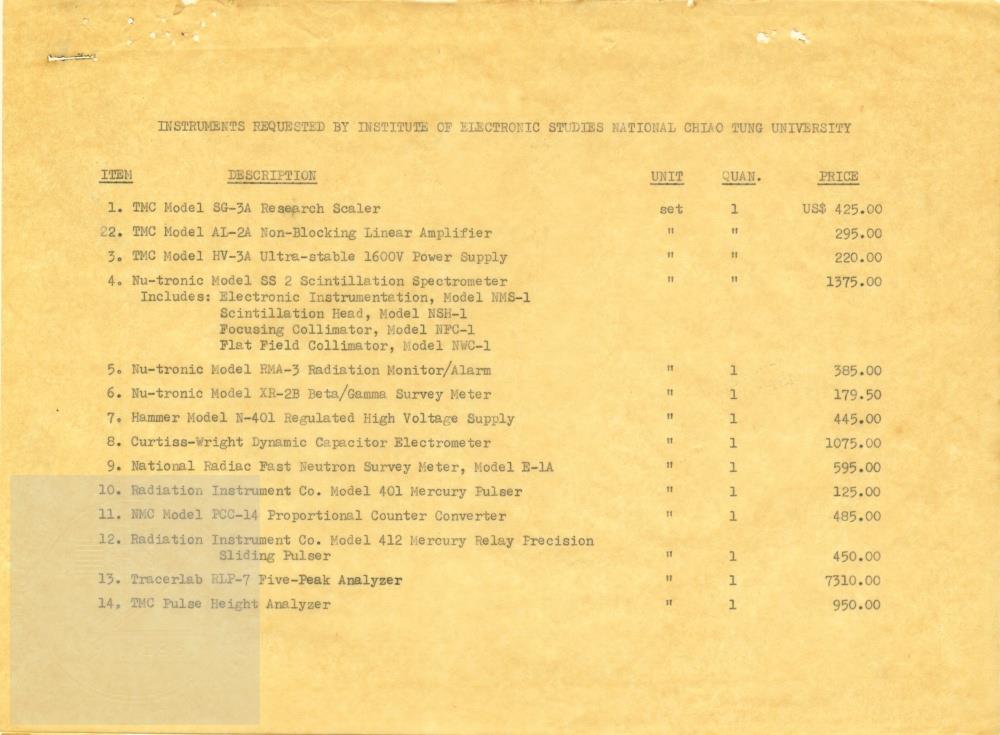 INSTRUMENTS REQUESTED BY INSTITUTE OF ELECTRONIC STUDIES NATIONAL CHIAO TUNG UNIVERSITY
ITEM DESCRIPTION UNIT QUAN. PRICE
1. TMC Model SG-3A Research Scaler set 1 US$ 425.00
22. TMC Model AL-2A Non-Blocking Linear Amplifier " " 295.00
3. TMC Model HV-3A Ultra-stable 1600V Power Supply " " 220.00
4. Nu-tronic Model SS 2 Scintillation Spectrometer " " 1375.00
Includes: Electronic Instrumentation, Model NMS-1
Scintillation Head, Model NSH-1
Focusing Collimator, Model NFC-1
Flat Field Collimator, Model NWC-1
5. Nu-tronic Model RMA-3 Radiation Monitor/Alarm " 1 385.00
6. Nu-tronic Model XR-2B Beta/Gamma Survey Meter " 1 179.50
7. Hammer Model N-401 Regulated High Voltage Supply " 1 445.00
8. Curtiss-Wright Dynamic Capacitor Electrometer " 1 1075.00
9. National Radiac Fast Neutron Survey Meter, Model E-1A " 1 595.00
10. Radiation Instrument Co. Model 401 Mercury Pulser " 1 125.00
11. NMC Model PCC-14 Proportional Counter Converter " 1 485.00
12. Radiation Instrument Co. Model 412 Mercury Relay Precision
Sliding Pulser " 1 450.00
13. Tracerlab RLP-7 Five-Peak Analyzer " 1 7310.00
14. TMC Pulse Height Analyzer " 1 950.00